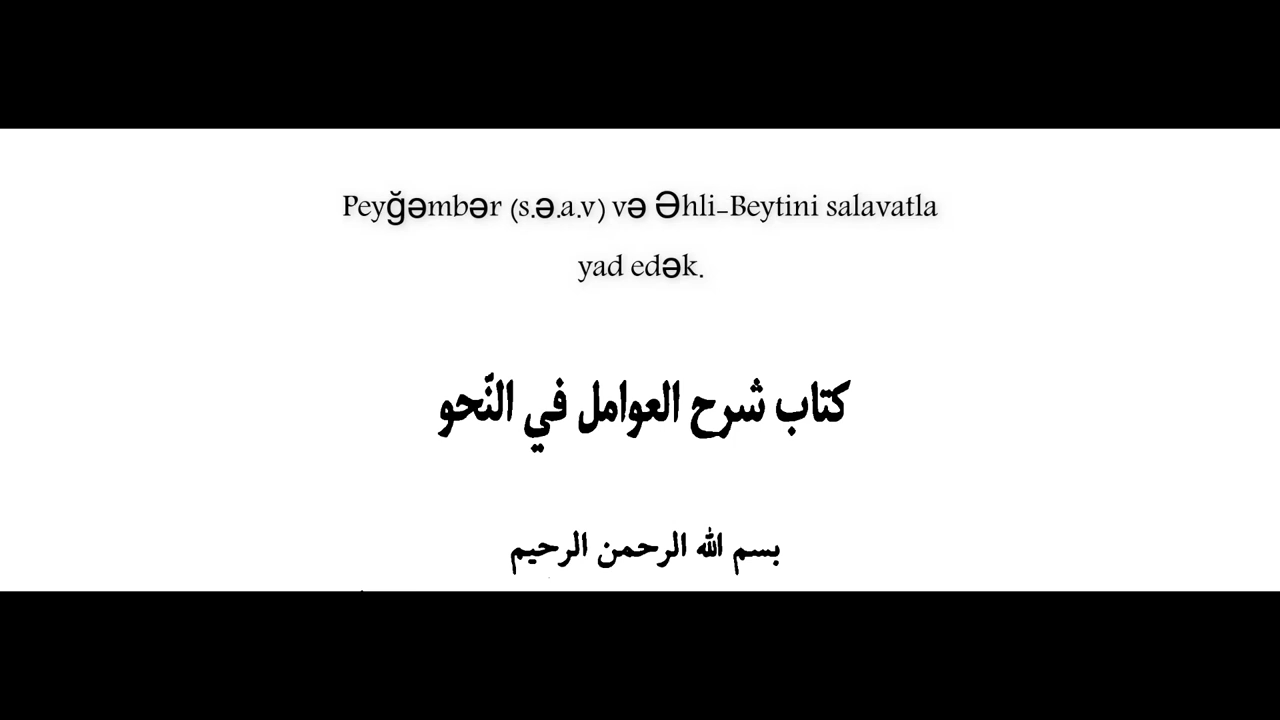 Peyğəmbər (s.ə.a.v) və Əhli-Beytini salavatla
yad edək.
كتاب شرح العوامل في النّحو
بسم الله الرحمن الرحيم